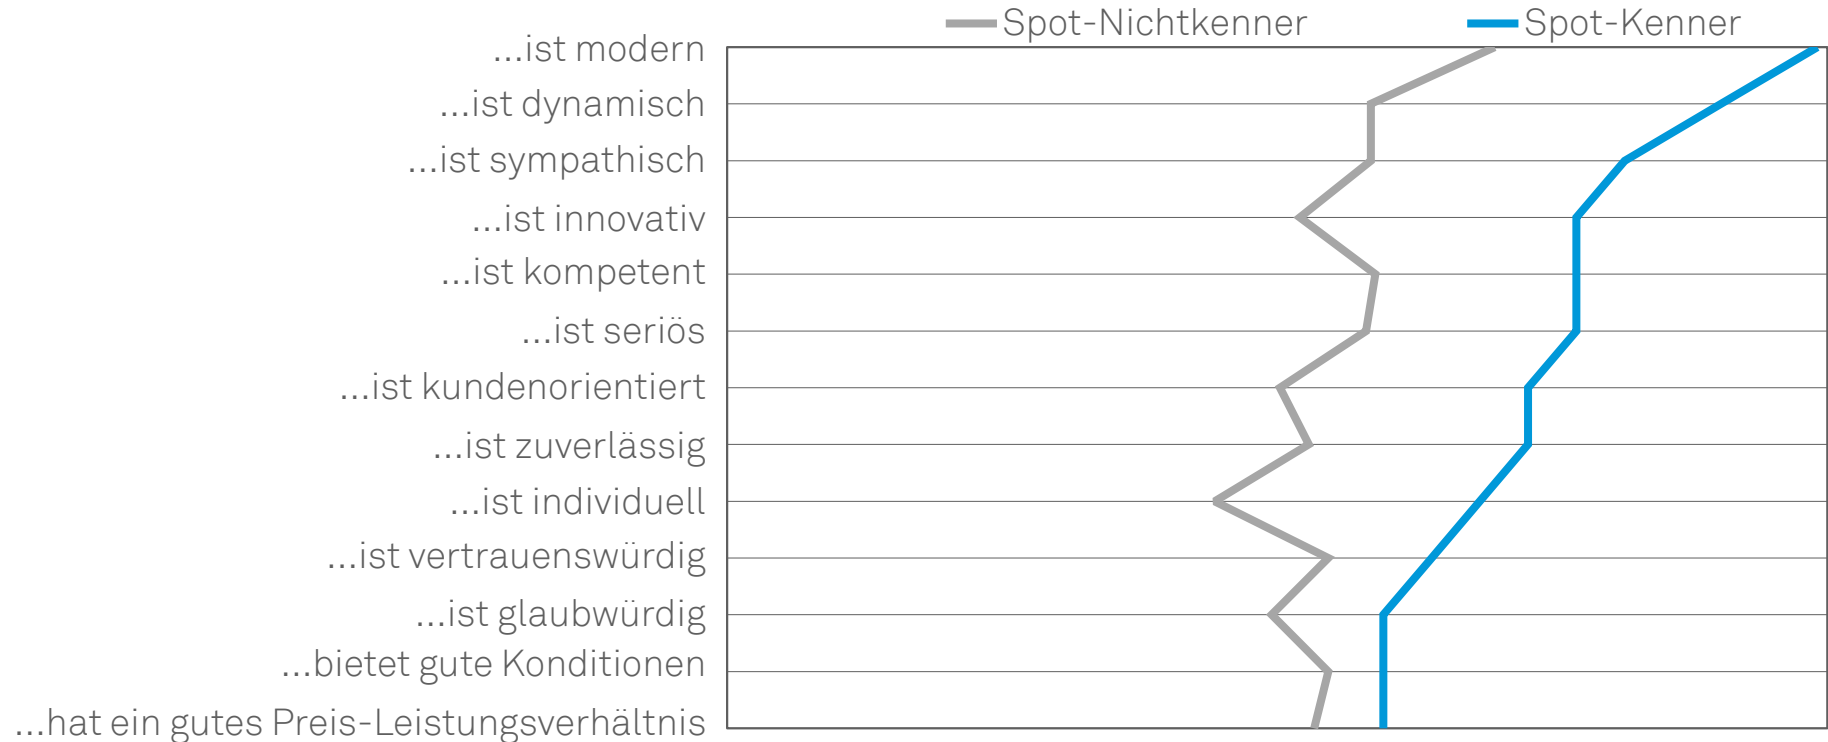 Spot-Nichtkenner
Spot-Kenner
...ist modern
...ist dynamisch
...ist sympathisch
...ist innovativ
...ist kompetent
...ist seriös
...ist kundenorientiert
...ist zuverlässig
...ist individuell
...ist vertrauenswürdig
...ist glaubwürdig
...bietet gute Konditionen
...hat ein gutes Preis-Leistungsverhältnis